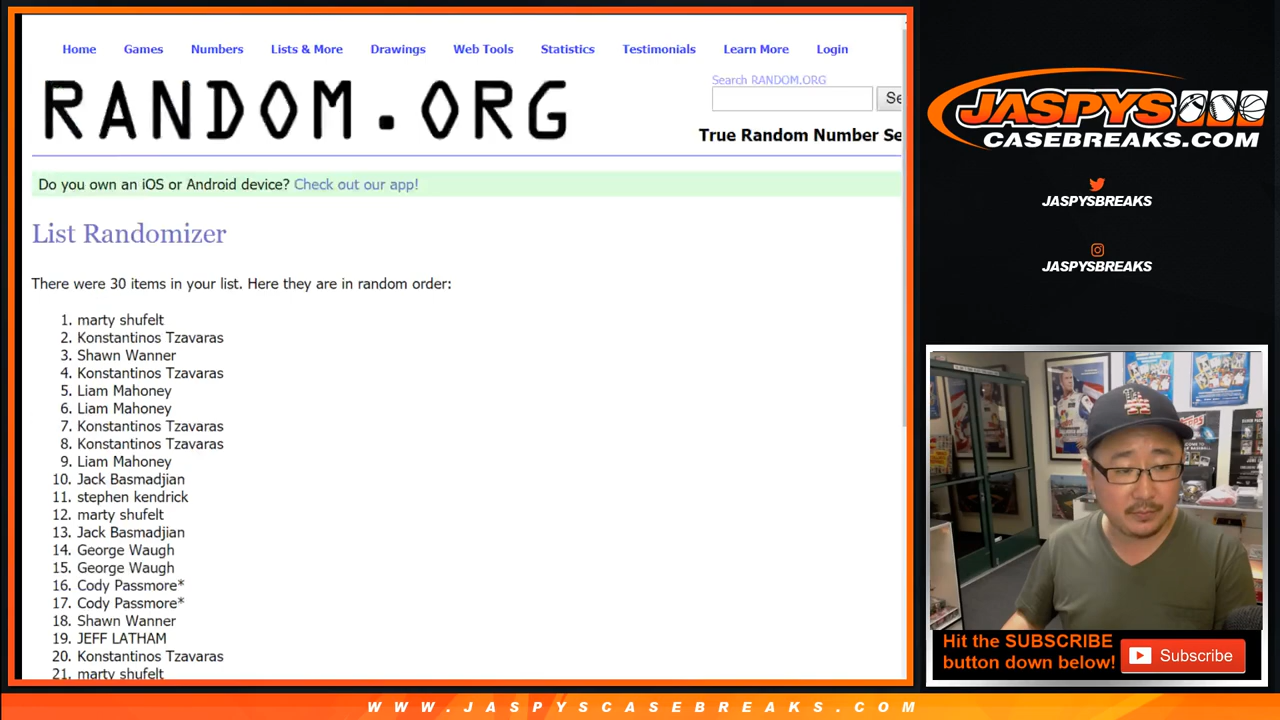 Home Games Numbers Lists & More Drawings Web Tools Statistics Testimonials Learn More Login
Search RANDOM.ORG
RANDOM.ORG
Se
True Random Number Se
Do you own an iOS or Android device? Check out our app!
List Randomizer
There were 30 items in your list. Here they are in random order:
1. marty shufelt
2. Konstantinos Tzavaras
3. Shawn Wanner
4. Konstantinos Tzavaras
5. Liam Mahoney
6. Liam Mahoney
7. Konstantinos Tzavaras
8. Konstantinos Tzavaras
9. Liam Mahoney
10. Jack Basmadjian
11. stephen kendrick
12. marty shufelt
13. Jack Basmadjian
14. George Waugh
15. George Waugh
16. Cody Passmore*
17. Cody Passmore*
18. Shawn Wanner
19. JEFF LATHAM
20. Konstantinos Tzavaras
21. marty shufelt
JASPYS
CASEBREAKS.COM
JASPYSBREAKS
JASPYSBREAKS
Hit the SUBSCRIBE
button down below!
Subscribe
WWW.JASPYSCASEBREAKS.COM